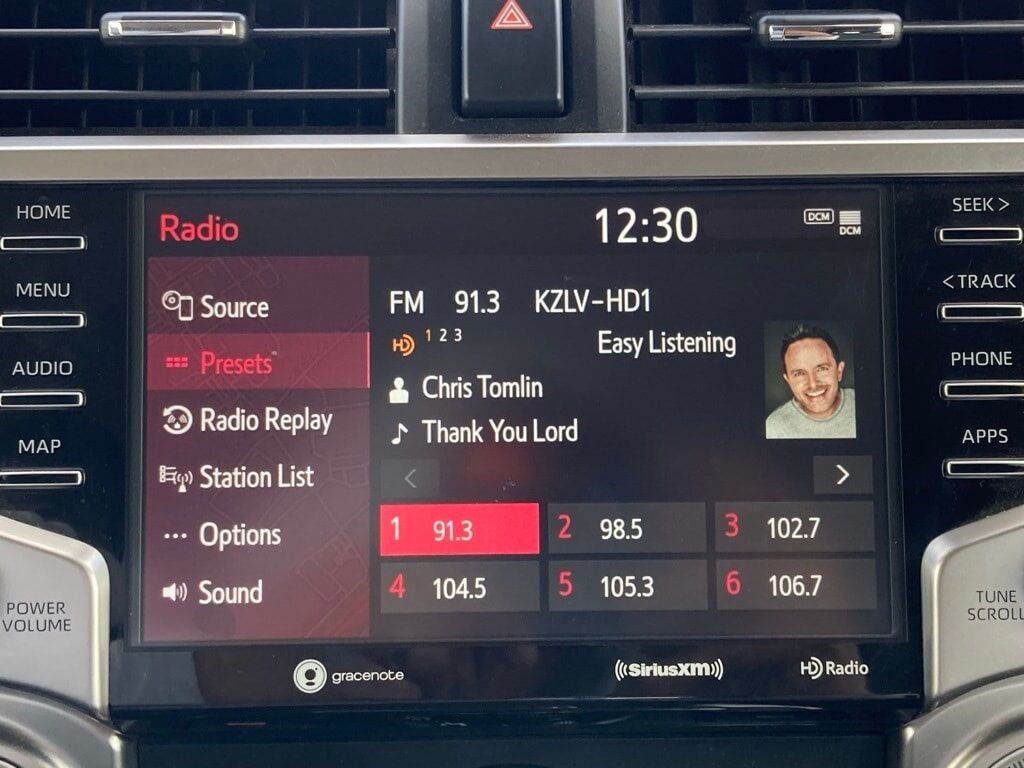 HOME
MENU
AUDIO
MAP
POWER
VOLUME
Radio
12:30
DCM
DCM
Source
Presets
Radio Replay
Station List
Options
Sound
FM 91.3 KZLV-HD1
HD 1 2 3
Easy Listening
Chris Tomlin
Thank You Lord
1 91.3
2 98.5
3 102.7
4 104.5
5 105.3
6 106.7
SEEK >
< TRACK
PHONE
APPS
TUNE
SCROLL
gracenote
((SiriusXM))
HD Radio